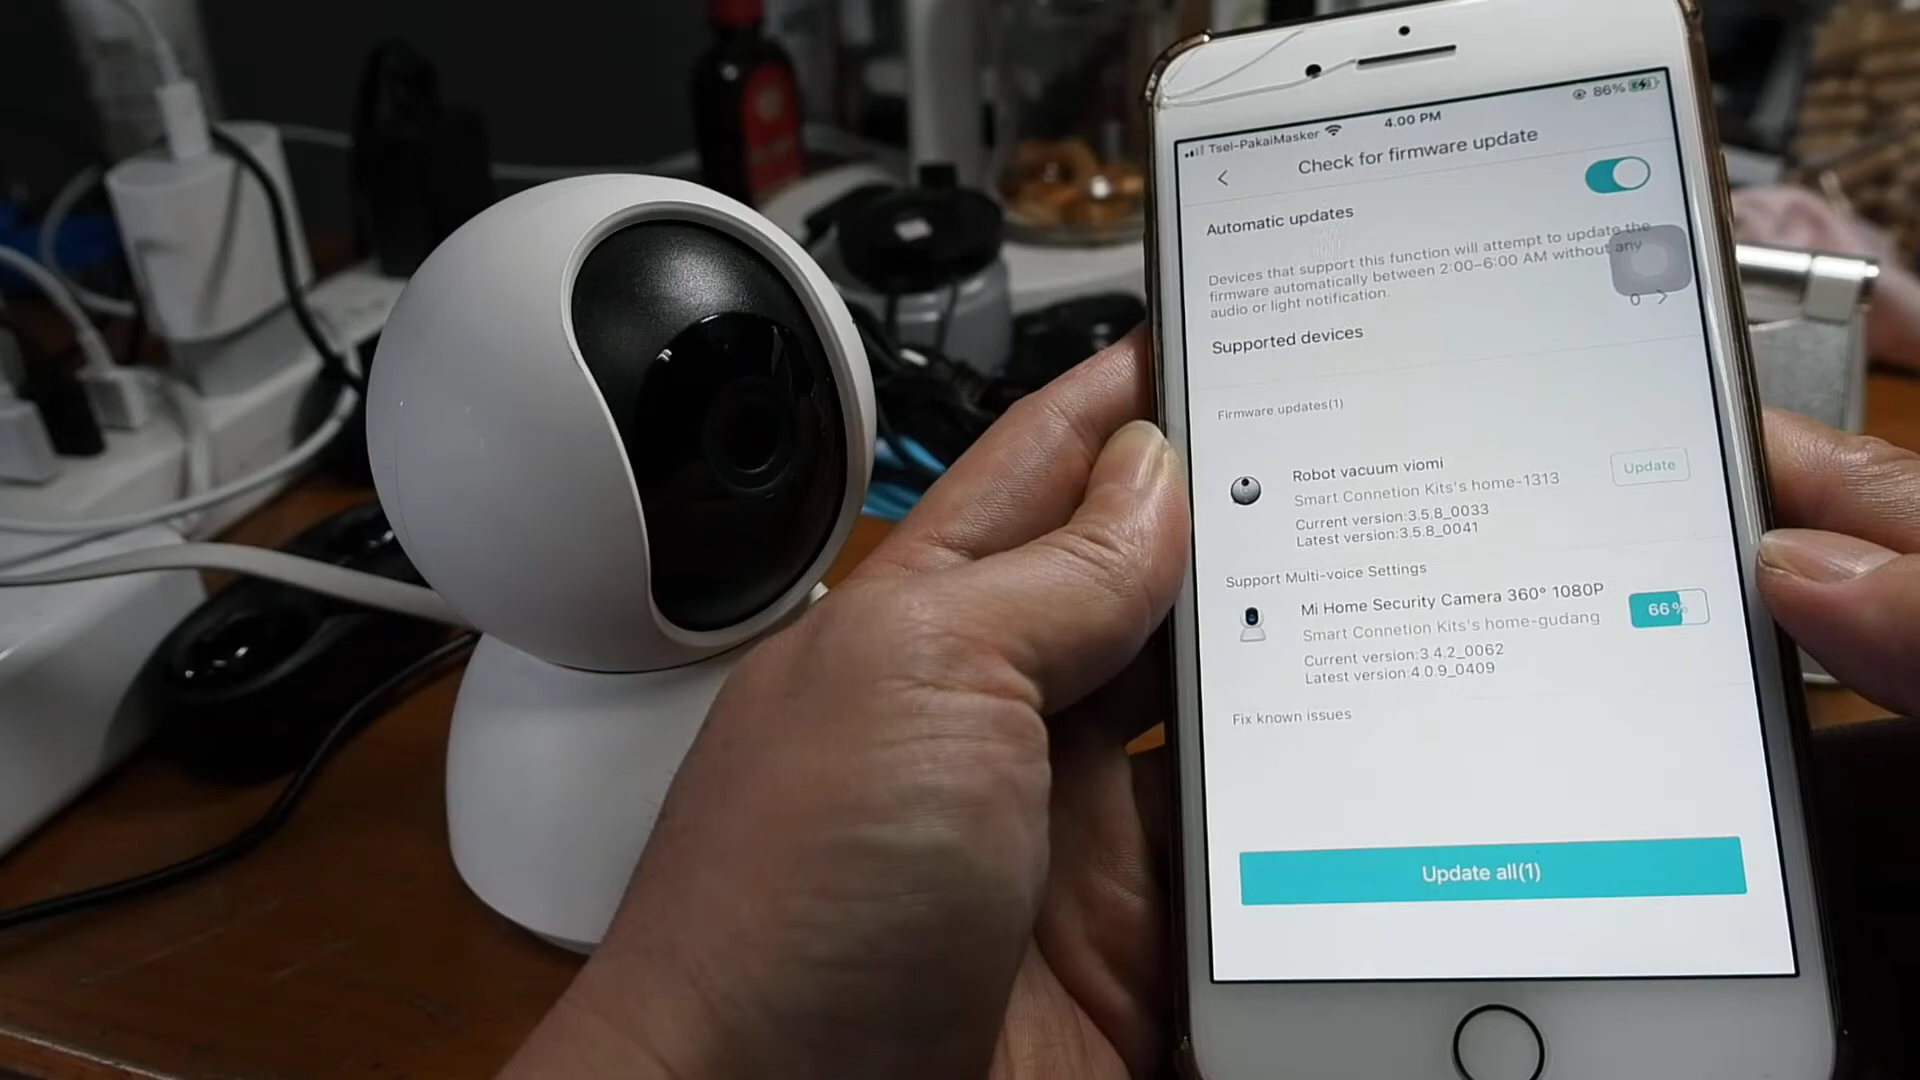 Tsel-PakaiMasker
4.00 PM
86%
Check for firmware update
Automatic updates
Devices that support this function will attempt to update the
firmware automatically between 2:00–6:00 AM without any
audio or light notification.
0
Supported devices
Firmware updates(1)
Robot vacuum viomi
Update
Smart Connetion Kits's home-1313
Current version:3.5.8_0033
Latest version:3.5.8_0041
Support Multi-voice Settings
Mi Home Security Camera 360° 1080P
66%
Smart Connetion Kits's home-gudang
Current version:3.4.2_0062
Latest version:4.0.9_0409
Fix known issues
Update all(1)